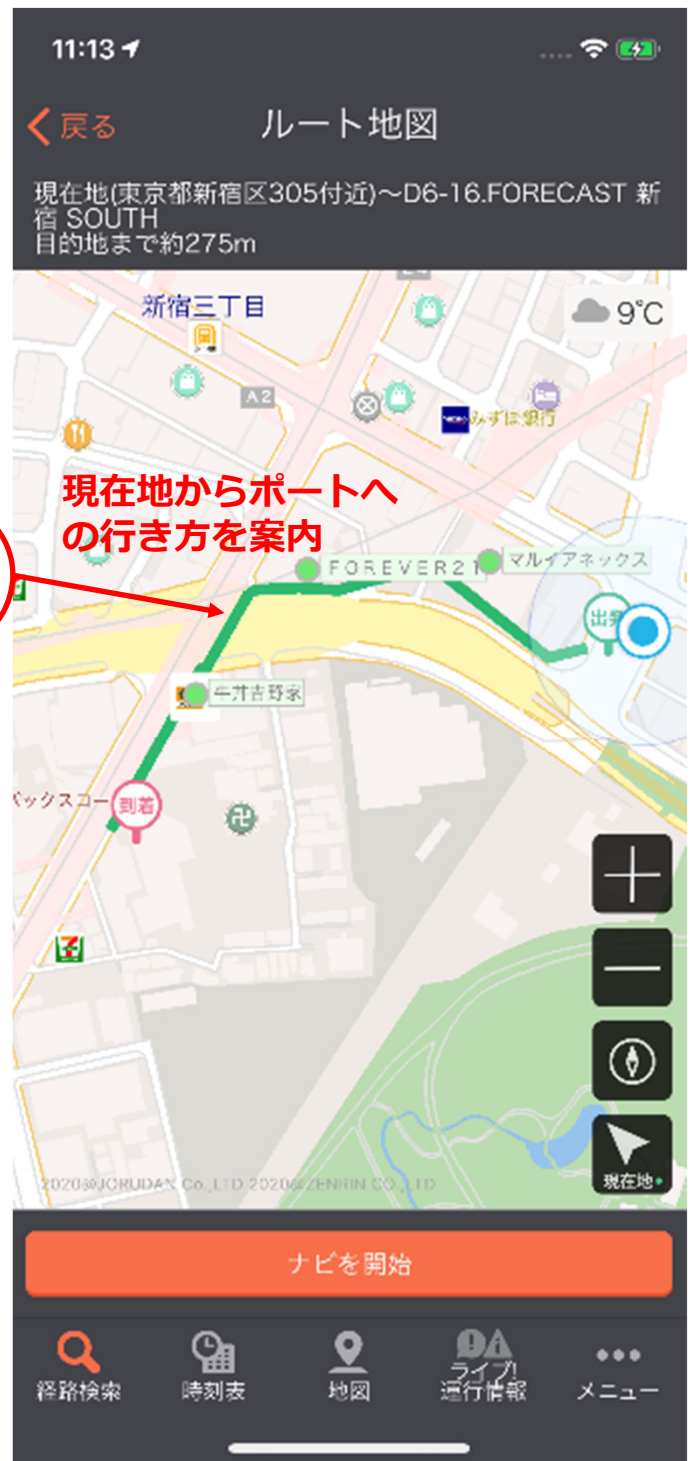 11:13
戻る
ルート地図
現在地(東京都新宿区305付近)～D6-16.FORECAST 新
宿 SOUTH
目的地まで約275m
新宿三丁目
9℃
A2
みずほ銀行
現在地からポートへ
の行き方を案内
FOREVER21
マルイアネックス
出発
牛丼吉野家
到着
2020@JORUDAN Co.,LTD 2020@ZENRIN CO.,LTD
現在地
ナビを開始
経路検索
時刻表
地図
ライブ!
運行情報
メニュー